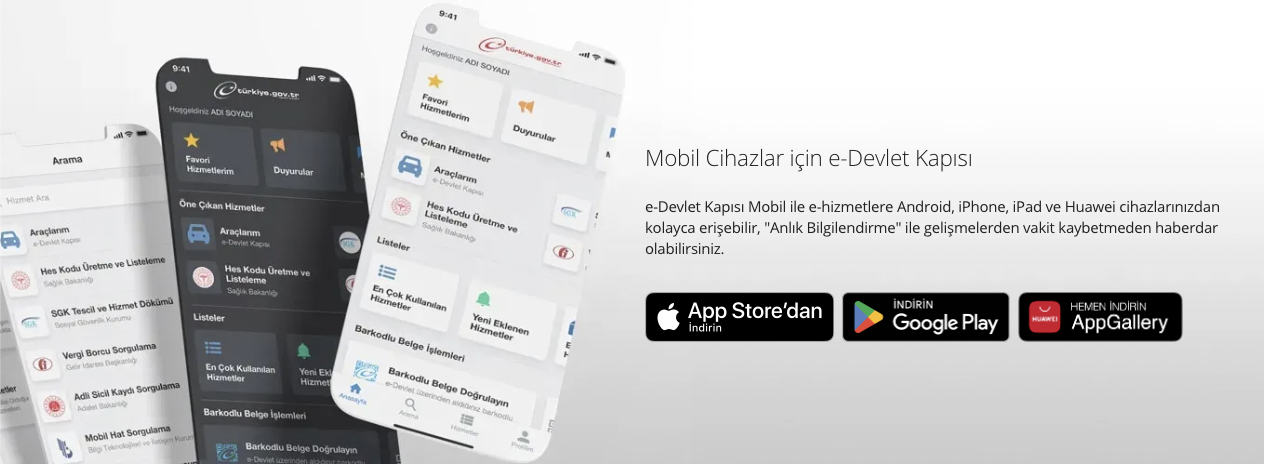 Arama
Hizmet Ara
Araçlarım
e-Devlet Kapısı
Hes Kodu Üretme ve Listeleme
Sağlık Bakanlığı
SGK Tescil ve Hizmet Dökümü
Sosyal Güvenlik Kurumu
Vergi Borcu Sorgulama
Gelir İdaresi Başkanlığı
Adli Sicil Kaydı Sorgulama
Adalet Bakanlığı
Mobil Hat Sorgulama
Bilgi Teknolojileri ve İletişim Kurum
9:41
türkiye.gov.tr
Hoşgeldiniz ADI SOYADI
Favori
Hizmetlerim
Duyurular
Öne Çıkan Hizmetler
Araçlarım
e-Devlet Kapısı
Hes Kodu Üretme ve
Listeleme
Sağlık Bakanlığı
Listeler
En Çok Kullanılan
Hizmetler
Yeni Ekl
Hizmet
Barkodlu Belge İşlemleri
Barkodlu Belge Doğrulayın
e-Devlet üzerinden aldığınız barkodlu
9:41
türkiye.gov.tr
Hoşgeldiniz ADI SOYADI
Favori
Hizmetlerim
Duyurular
Öne Çıkan Hizmetler
Araçlarım
e-Devlet Kapısı
Hes Kodu Üretme ve
Listeleme
Sağlık Bakanlığı
SGK
Listeler
En Çok Kullanılan
Hizmetler
Yeni Eklenen
Hizmetler
Barkodlu Belge İşlemleri
Barkodlu Belge Doğrulayın
e-Devlet üzerinden aldığınız barkodlu
Anasayfa
Arama
Hizmetler
Profilim
Mobil Cihazlar için e-Devlet Kapısı
e-Devlet Kapısı Mobil ile e-hizmetlere Android, iPhone, iPad ve Huawei cihazlarınızdan
kolayca erişebilir, "Anlık Bilgilendirme" ile gelişmelerden vakit kaybetmeden haberdar
olabilirsiniz.
App Store’dan
İndirin
İNDİRİN
Google Play
HUAWEI
HEMEN İNDİRİN
AppGallery